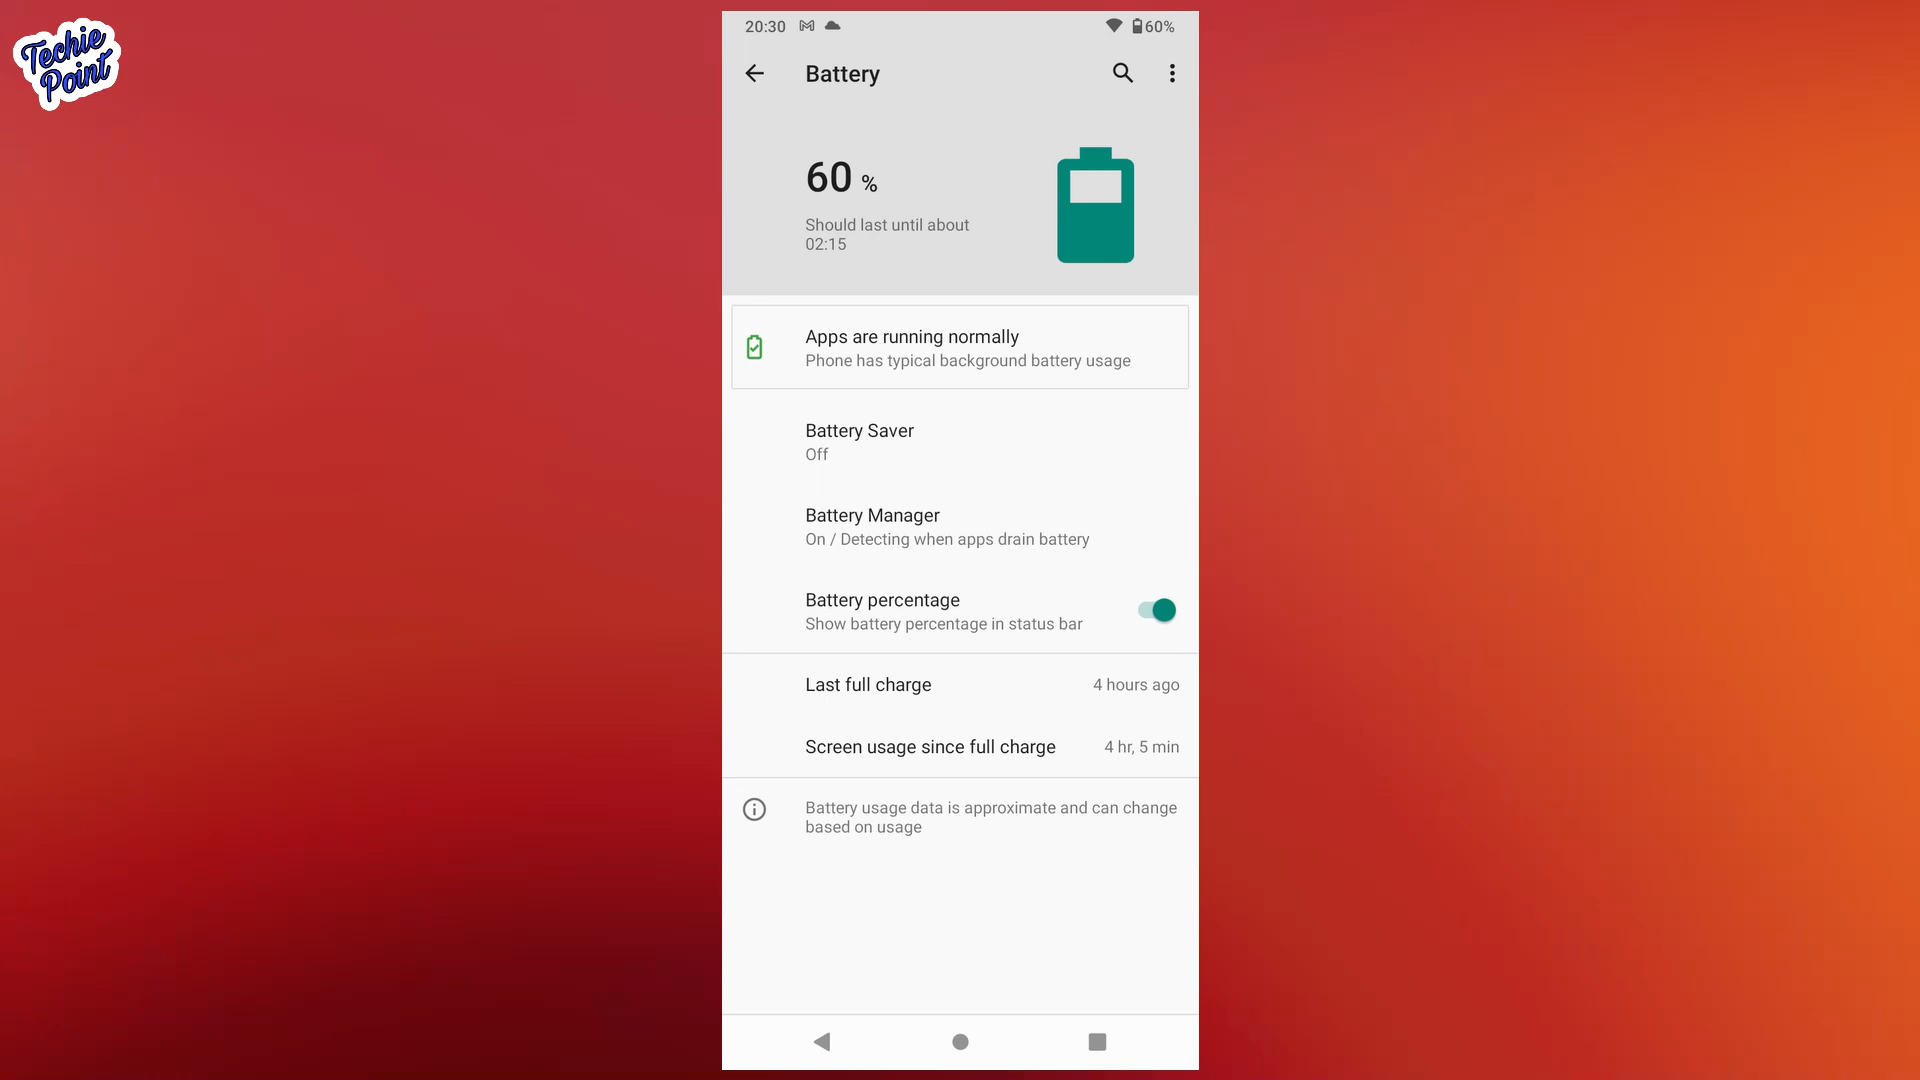 Techie
Point
20:30
60%
Battery
60 %
Should last until about
02:15
Apps are running normally
Phone has typical background battery usage
Battery Saver
Off
Battery Manager
On / Detecting when apps drain battery
Battery percentage
Show battery percentage in status bar
Last full charge
4 hours ago
Screen usage since full charge
4 hr, 5 min
Battery usage data is approximate and can change
based on usage